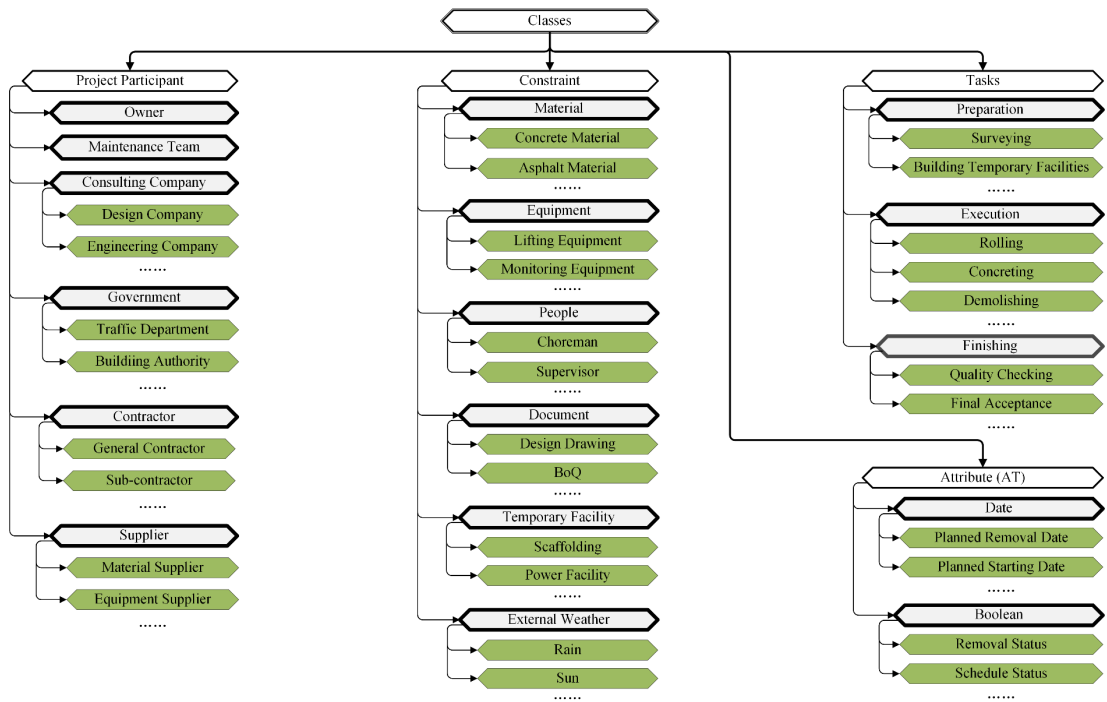 Classes
Project Participant
Owner
Maintenance Team
Consulting Company
Design Company
Engineering Company
……
Government
Traffic Department
Buildiing Authority
……
Contractor
General Contractor
Sub-contractor
……
Supplier
Material Supplier
Equipment Supplier
……
Constraint
Material
Concrete Material
Asphalt Material
……
Equipment
Lifting Equipment
Monitoring Equipment
……
People
Choreman
Supervisor
……
Document
Design Drawing
BoQ
……
Temporary Facility
Scaffolding
Power Facility
……
External Weather
Rain
Sun
……
Tasks
Preparation
Surveying
Building Temporary Facilities
……
Execution
Rolling
Concreting
Demolishing
……
Finishing
Quality Checking
Final Acceptance
……
Attribute (AT)
Date
Planned Removal Date
Planned Starting Date
……
Boolean
Removal Status
Schedule Status
……